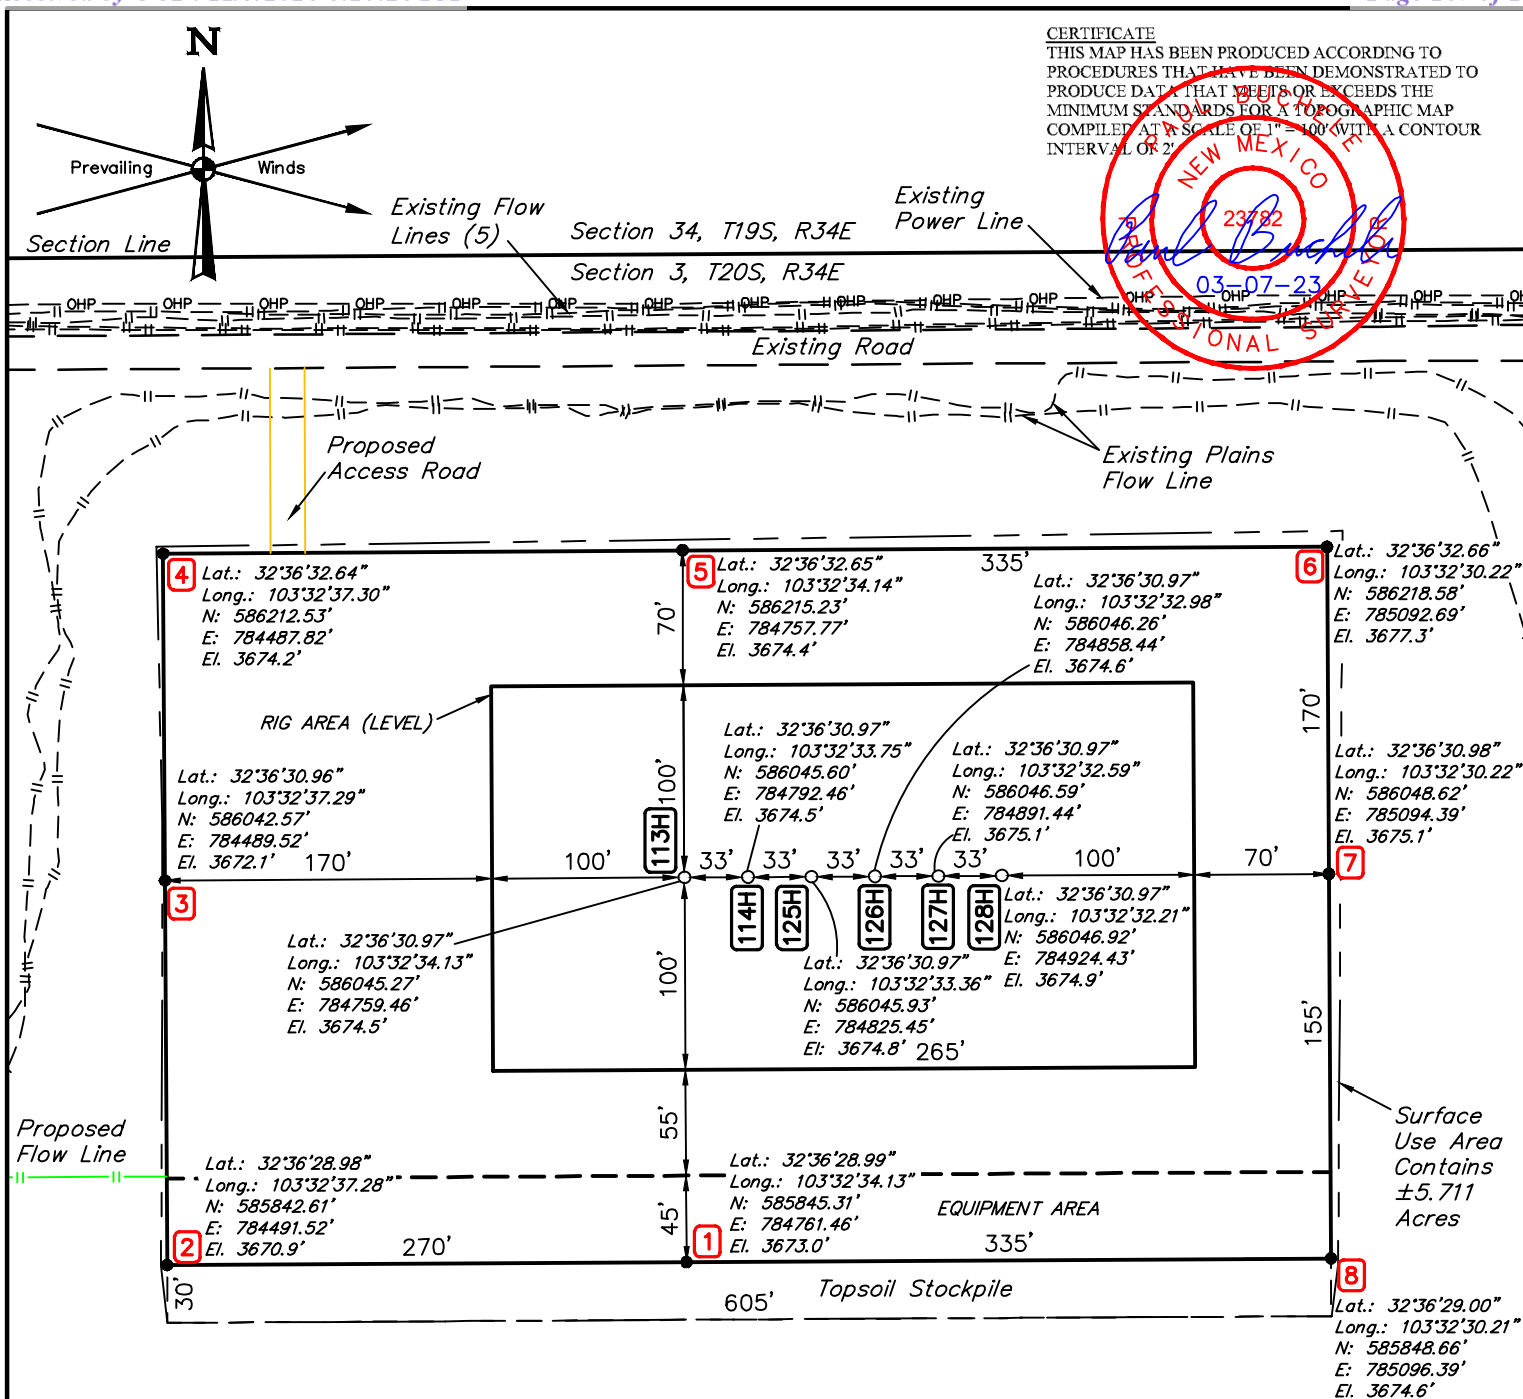 CERTIFICATE
THIS MAP HAS BEEN PRODUCED ACCORDING TO
PROCEDURES THAT HAVE BEEN DEMONSTRATED TO
PRODUCE DATA THAT MEETS OR EXCEEDS THE
MINIMUM STANDARDS FOR A TOPOGRAPHIC MAP
COMPILED AT A SCALE OF 1" = 100' WITH A CONTOUR
INTERVAL OF 2'.
PAUL BUCHELE
NEW MEXICO
23782
03-07-23
PROFESSIONAL SURVEYOR
N
Prevailing Winds
Section Line
Existing Flow
Lines (5)
Section 34, T19S, R34E
Section 3, T20S, R34E
Existing
Power Line
OHP OHP OHP OHP OHP OHP OHP OHP OHP OHP OHP OHP OHP OHP OHP
Existing Road
Proposed
Access Road
Existing Plains
Flow Line
4
Lat.: 32°36'32.64"
Long.: 103°32'37.30"
N: 586212.53'
E: 784487.82'
El. 3674.2'
5
Lat.: 32°36'32.65"
Long.: 103°32'34.14"
N: 586215.23'
E: 784757.77'
El. 3674.4'
335'
70'
Lat.: 32°36'30.97"
Long.: 103°32'32.98"
N: 586046.26'
E: 784858.44'
El. 3674.6'
6
Lat.: 32°36'32.66"
Long.: 103°32'30.22"
N: 586218.58'
E: 785092.69'
El. 3677.3'
RIG AREA (LEVEL)
170'
100'
Lat.: 32°36'30.97"
Long.: 103°32'33.75"
N: 586045.60'
E: 784792.46'
El. 3674.5'
Lat.: 32°36'30.97"
Long.: 103°32'32.59"
N: 586046.59'
E: 784891.44'
El. 3675.1'
Lat.: 32°36'30.98"
Long.: 103°32'30.22"
N: 586048.62'
E: 785094.39'
El. 3675.1'
7
Lat.: 32°36'30.96"
Long.: 103°32'37.29"
N: 586042.57'
E: 784489.52'
El. 3672.1'
3
170' 100' 33' 33' 33' 33' 33' 100' 70'
113H
114H
125H
126H
127H
128H
Lat.: 32°36'30.97"
Long.: 103°32'34.13"
N: 586045.27'
E: 784759.46'
El. 3674.5'
100'
Lat.: 32°36'30.97"
Long.: 103°32'33.36"
N: 586045.93'
E: 784825.45'
El: 3674.8'
Lat.: 32°36'30.97"
Long.: 103°32'32.21"
N: 586046.92'
E: 784924.43'
El. 3674.9'
265'
155'
55'
Surface
Use Area
Contains
±5.711
Acres
Proposed
Flow Line
Lat.: 32°36'28.98"
Long.: 103°32'37.28"
N: 585842.61'
E: 784491.52'
El. 3670.9'
2
270'
45'
Lat.: 32°36'28.99"
Long.: 103°32'34.13"
N: 585845.31'
E: 784761.46'
El. 3673.0'
1
EQUIPMENT AREA
335'
30'
605'
Topsoil Stockpile
8
Lat.: 32°36'29.00"
Long.: 103°32'30.21"
N: 585848.66'
E: 785096.39'
El. 3674.6'